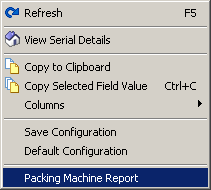 Refresh F5
View Serial Details
Copy to Clipboard
Copy Selected Field Value Ctrl+C
Columns
Save Configuration
Default Configuration
Packing Machine Report